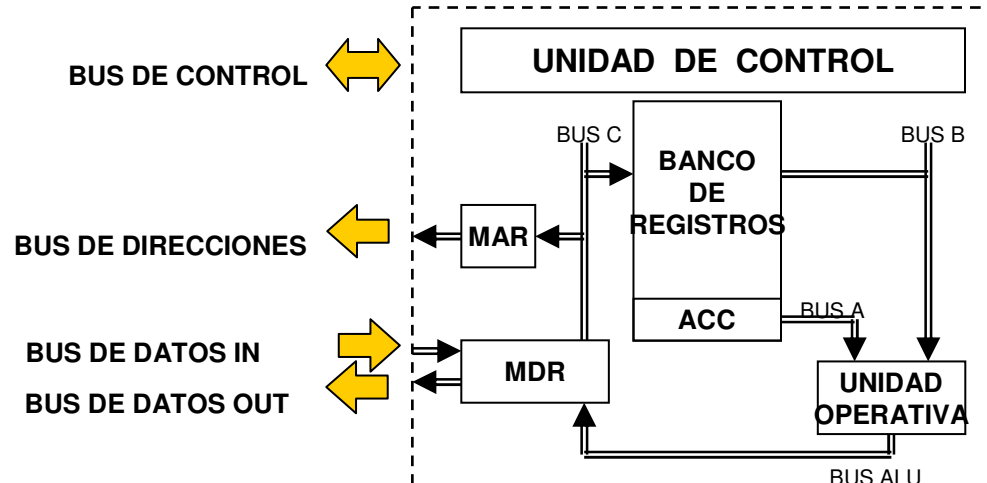 UNIDAD DE CONTROL
BUS DE CONTROL
BUS C
BUS B
BANCO
DE
REGISTROS
MAR
BUS DE DIRECCIONES
ACC
BUS A
BUS DE DATOS IN
MDR
BUS DE DATOS OUT
UNIDAD
OPERATIVA
BUS ALU